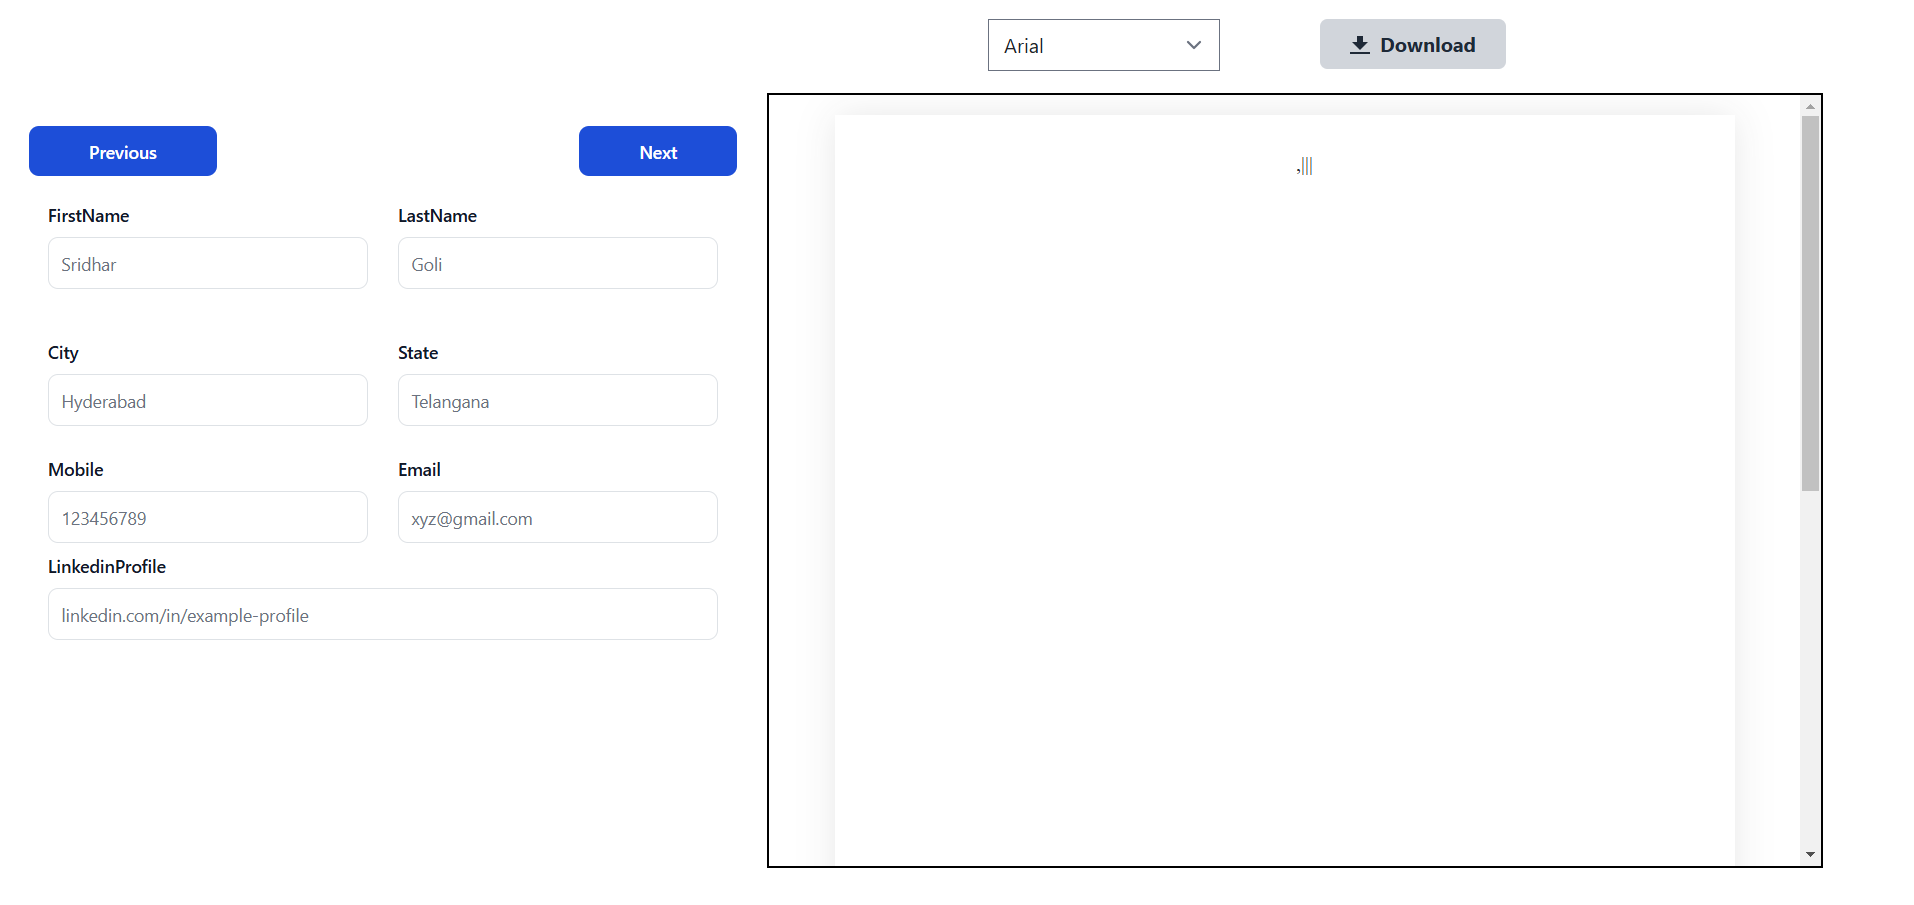 Arial
Download
Previous
Next
FirstName
LastName
Sridhar
Goli
City
State
Hyderabad
Telangana
Mobile
Email
123456789
xyz@gmail.com
LinkedinProfile
linkedin.com/in/example-profile
,|||